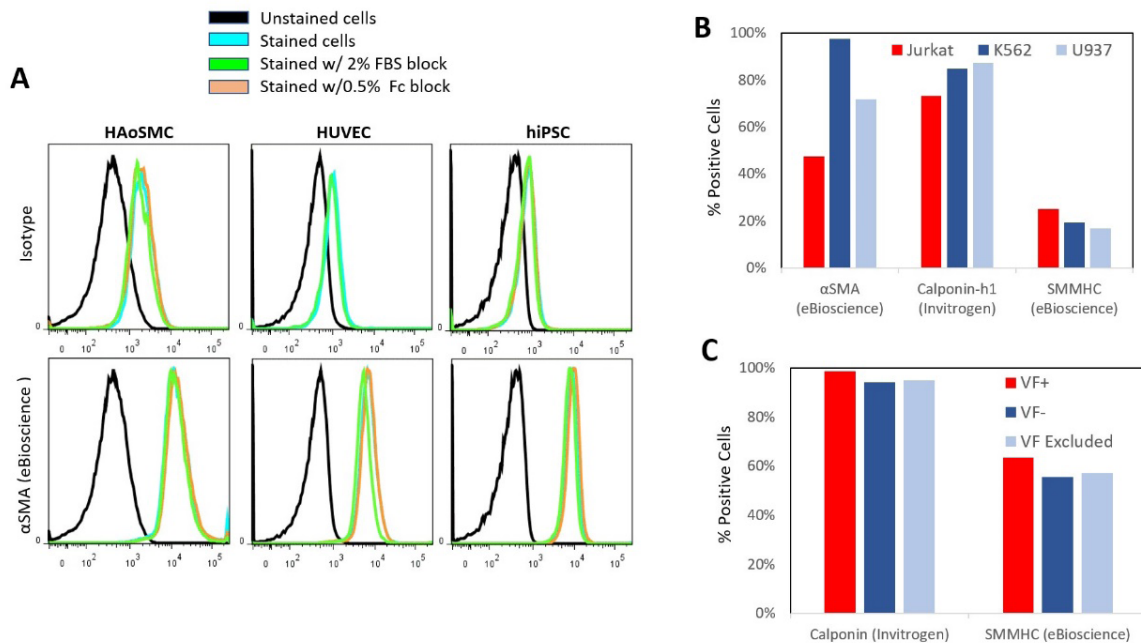 Unstained cells
Stained cells
Stained w/ 2% FBS block
Stained w/0.5% Fc block
A
HAoSMC HUVEC hiPSC
Isotype
0 0 0
0 10² 10³ 10⁴ 10⁵ 0 10² 10³ 10⁴ 10⁵ 0 10² 10³ 10⁴ 10⁵
αSMA (eBioscience )
0 0 0
0 10² 10³ 10⁴ 10⁵ 0 10² 10³ 10⁴ 10⁵ 0 10² 10³ 10⁴ 10⁵
B
Jurkat K562 U937
% Positive Cells
100%
80%
60%
40%
20%
0%
αSMA Calponin-h1 SMMHC
(eBioscience) (Invitrogen) (eBioscience)
C
VF+
VF-
VF Excluded
% Positive Cells
100%
80%
60%
40%
20%
0%
Calponin (Invitrogen) SMMHC (eBioscience)